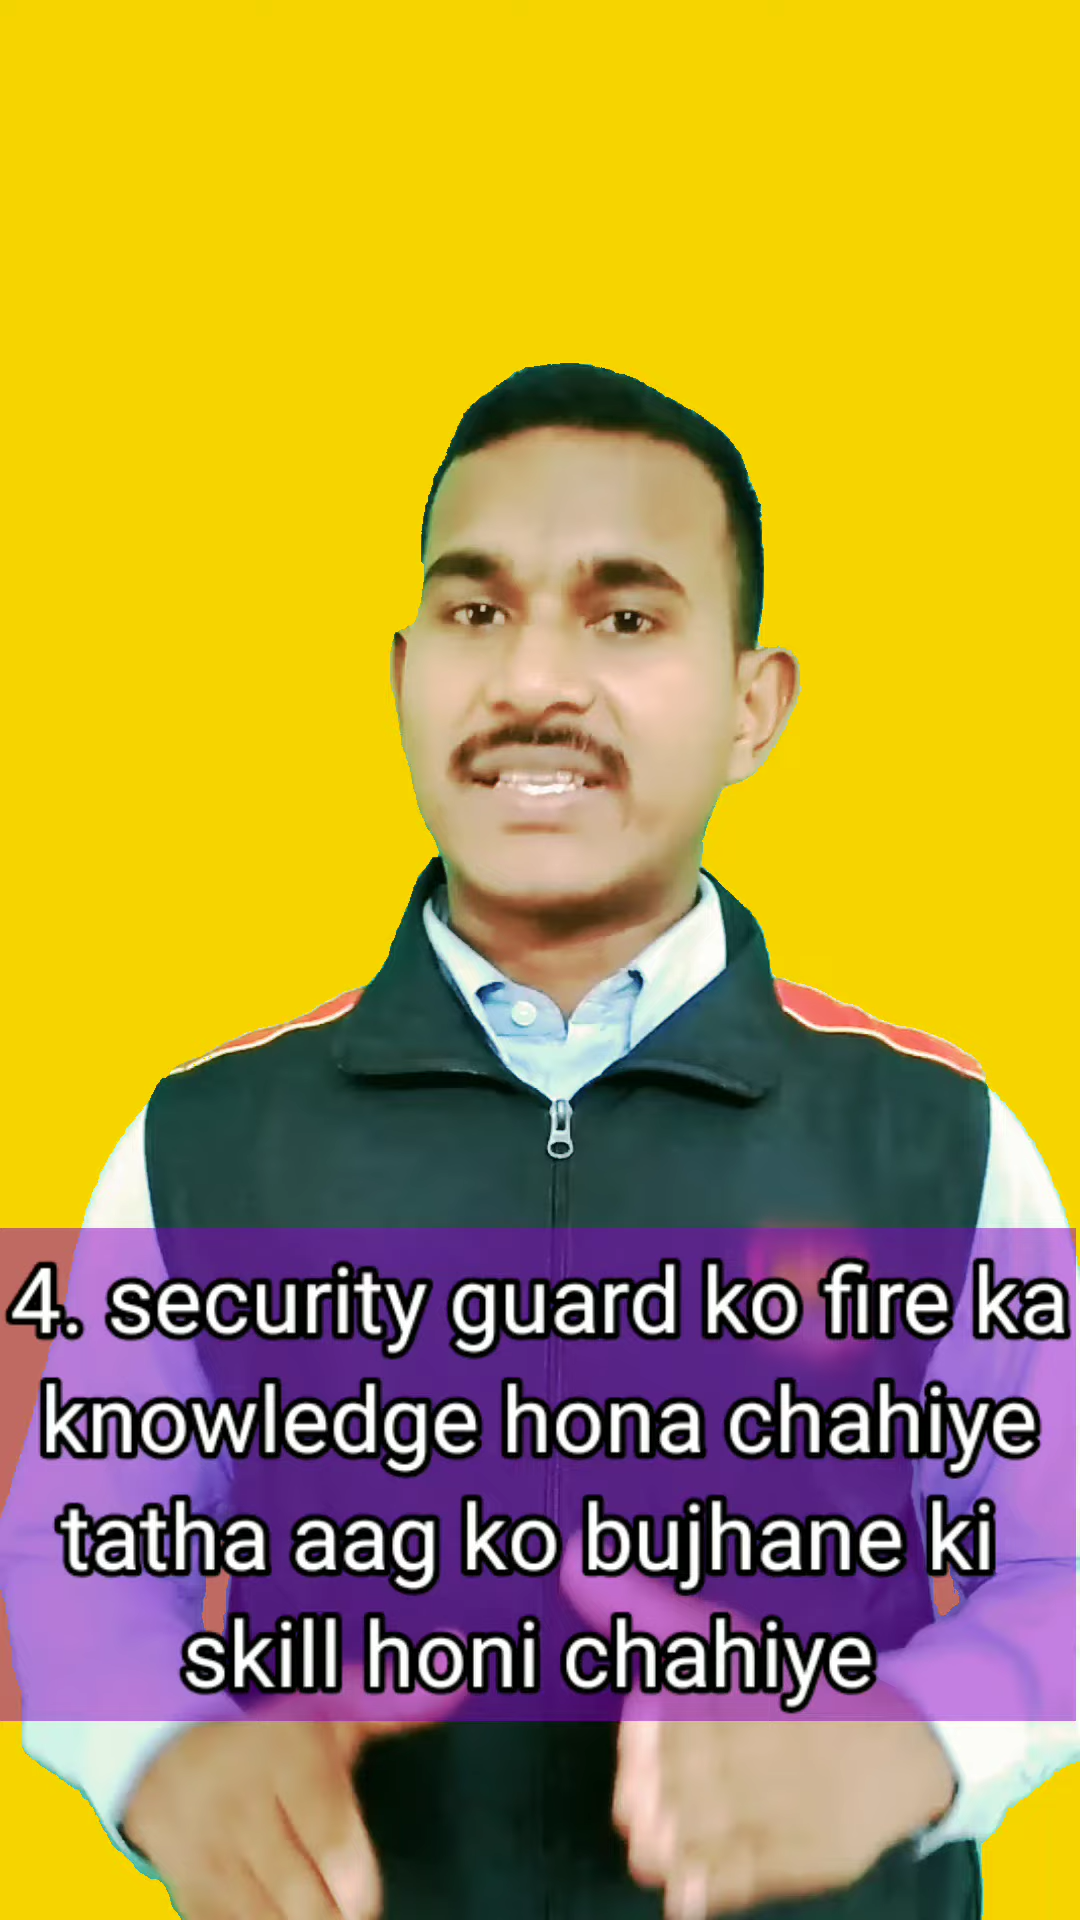 4. security guard ko fire ka
knowledge hona chahiye
tatha aag ko bujhane ki
skill honi chahiye